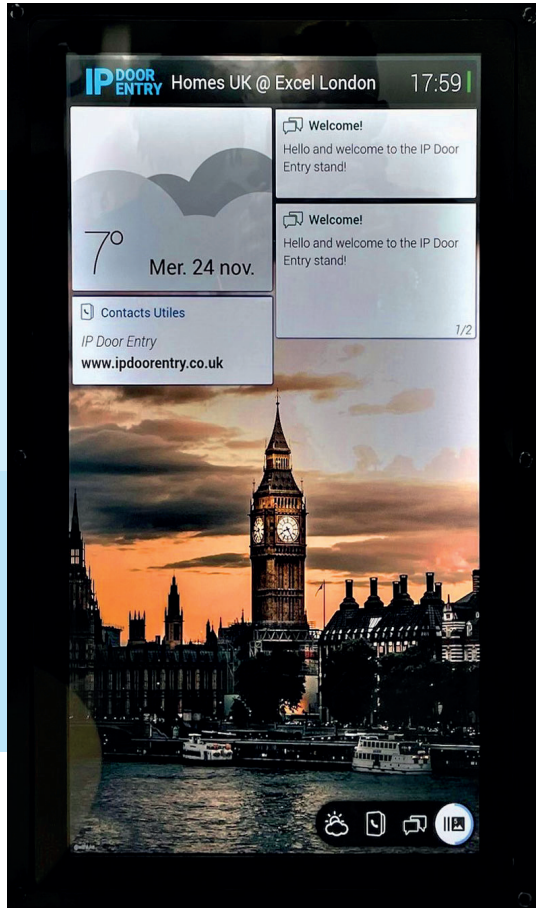 IP DOOR ENTRY Homes UK @ Excel London 17:59
7°
Mer. 24 nov.
Contacts Utiles
IP Door Entry
www.ipdoorentry.co.uk
Welcome!
Hello and welcome to the IP Door
Entry stand!
Welcome!
Hello and welcome to the IP Door
Entry stand!
1/2